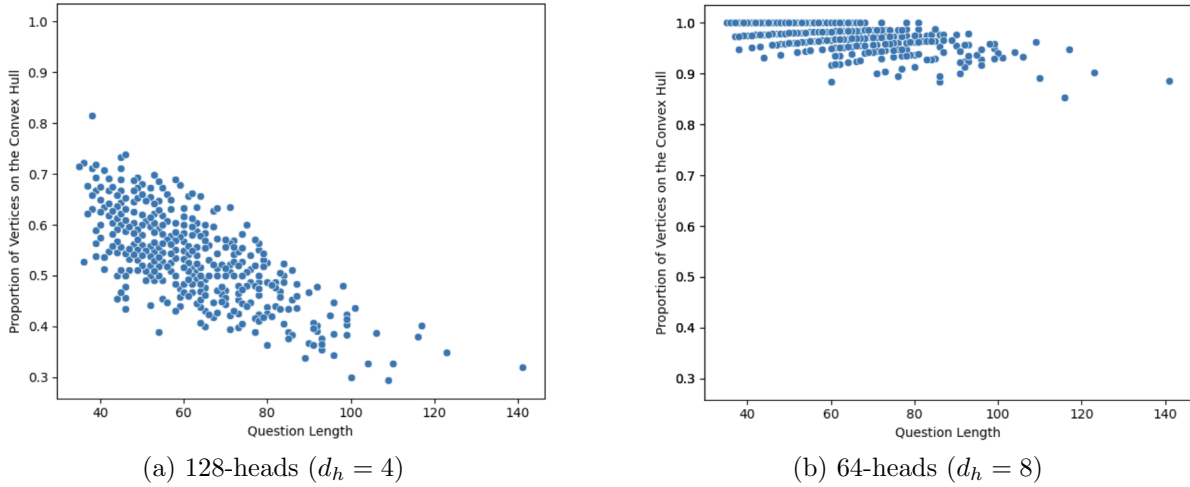 1.0
0.9
0.8
0.7
0.6
0.5
0.4
0.3
Proportion of Vertices on the Convex Hull
40 60 80 100 120 140
Question Length
(a) 128-heads ($d_h = 4$)
1.0
0.9
0.8
0.7
0.6
0.5
0.4
0.3
Proportion of Vertices on the Convex Hull
40 60 80 100 120 140
Question Length
(b) 64-heads ($d_h = 8$)